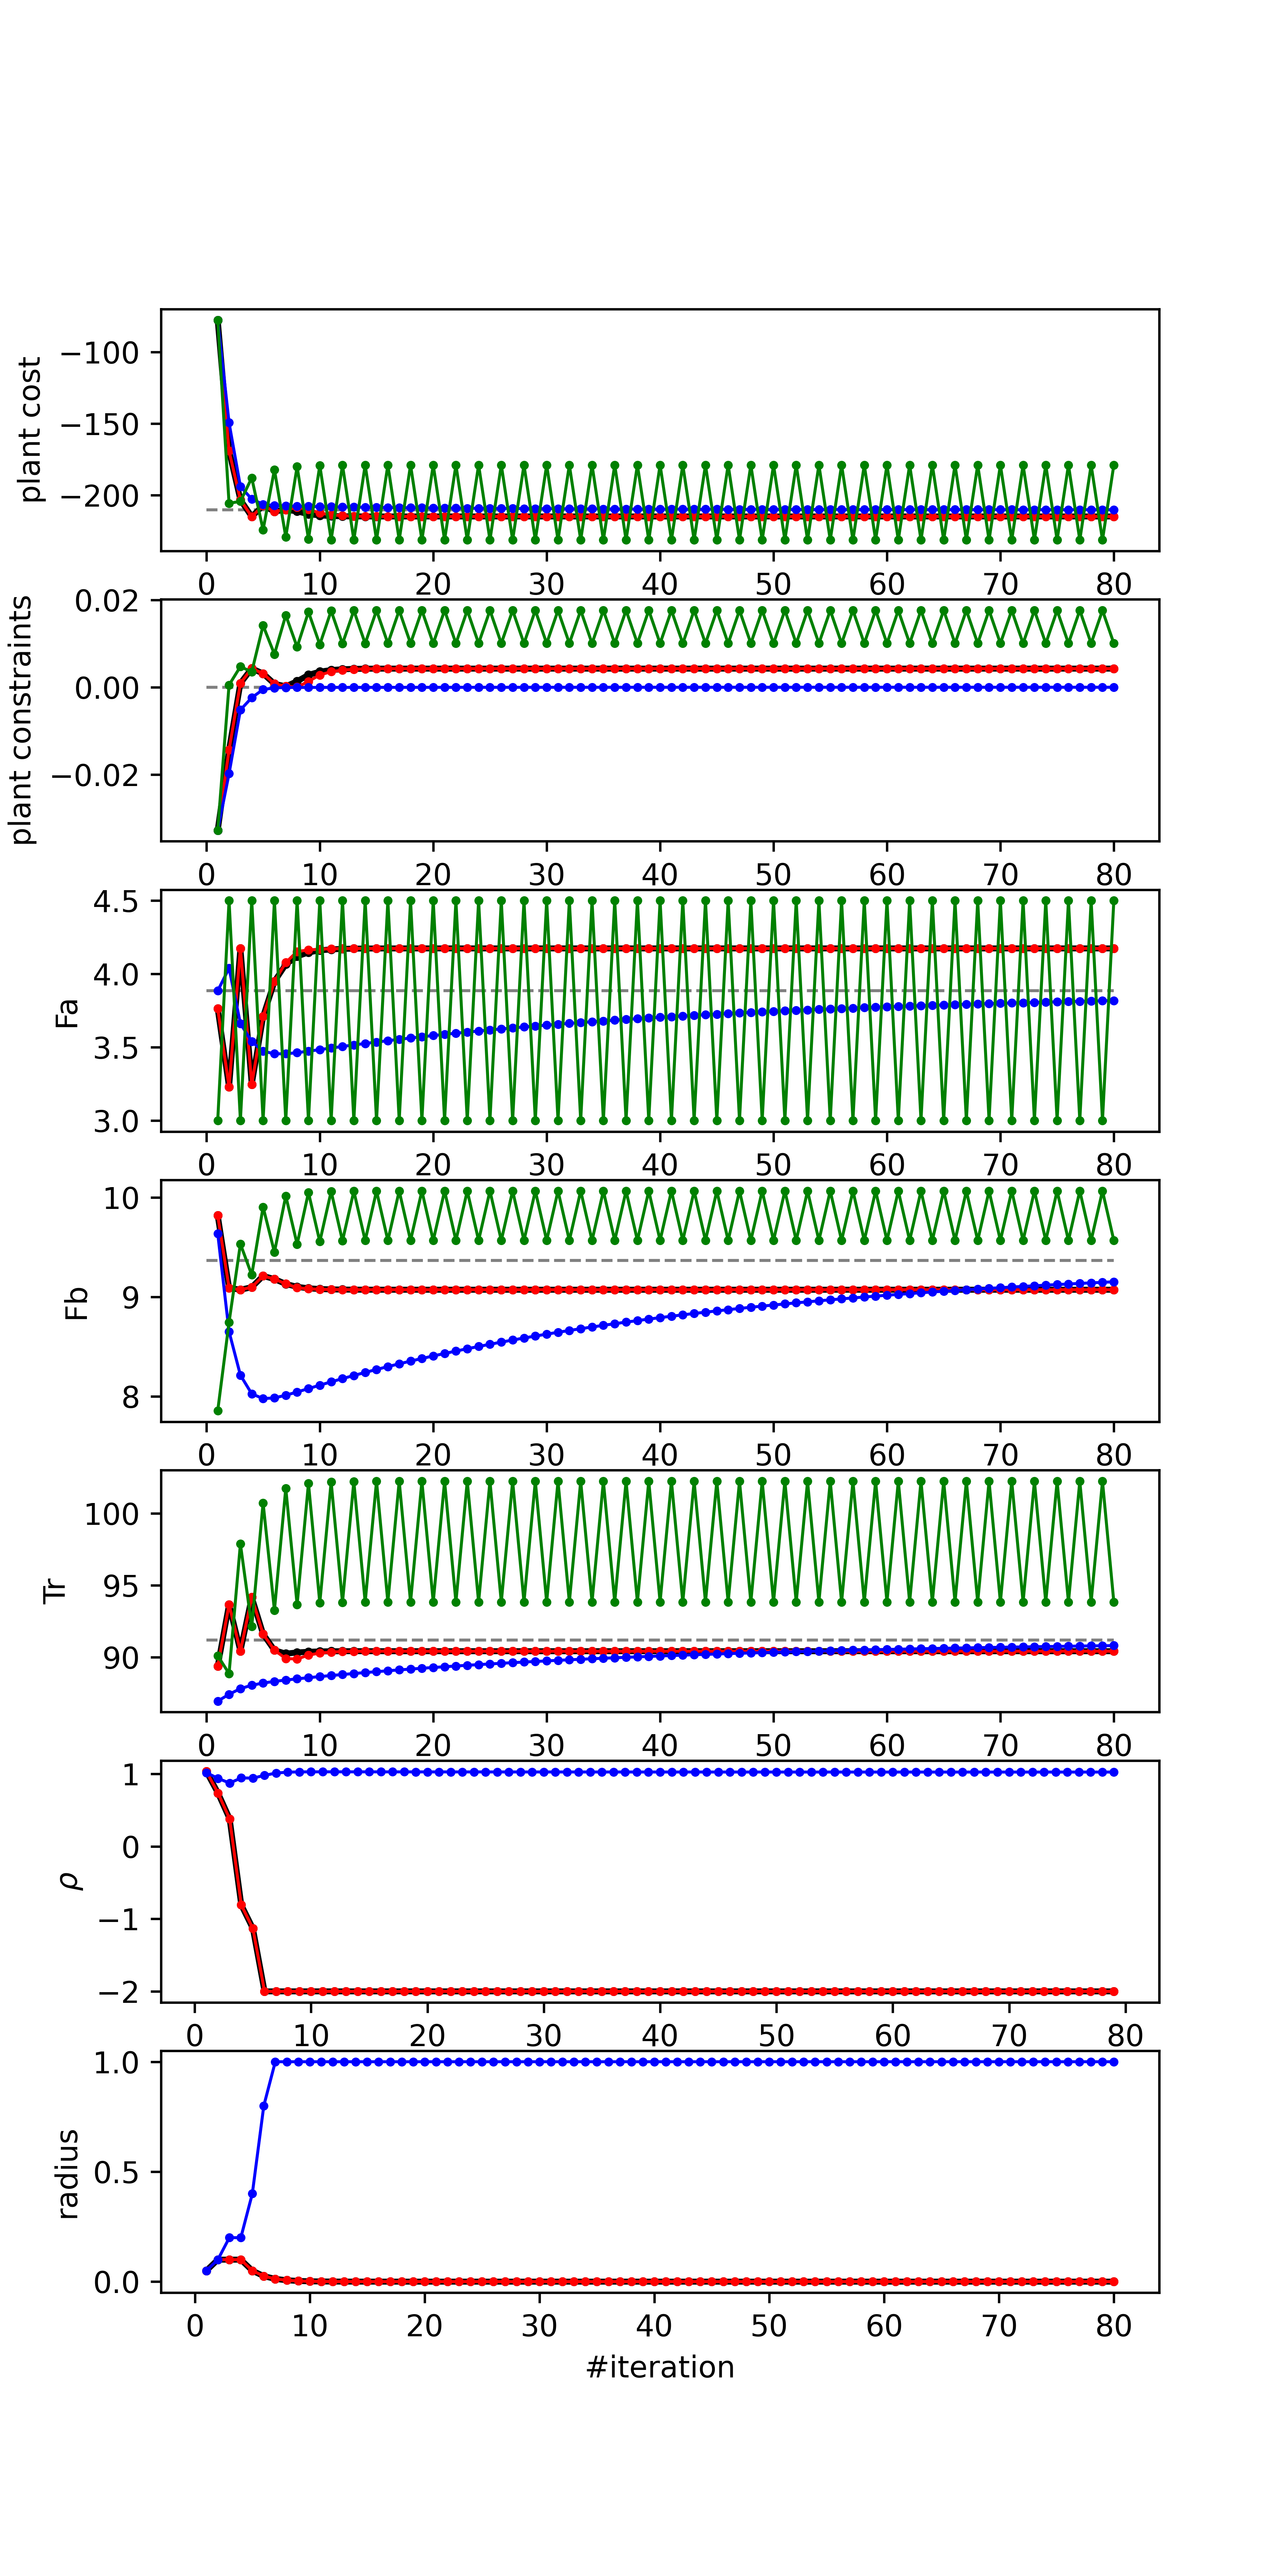 plant cost
−100
−150
−200
0 10 20 30 40 50 60 70 80
plant constraints
0.02
0.00
−0.02
0 10 20 30 40 50 60 70 80
Fa
4.5
4.0
3.5
3.0
0 10 20 30 40 50 60 70 80
Fb
10
9
8
0 10 20 30 40 50 60 70 80
Tr
100
95
90
0 10 20 30 40 50 60 70 80
ρ
1
0
−1
−2
0 10 20 30 40 50 60 70 80
radius
1.0
0.5
0.0
0 10 20 30 40 50 60 70 80
#iteration